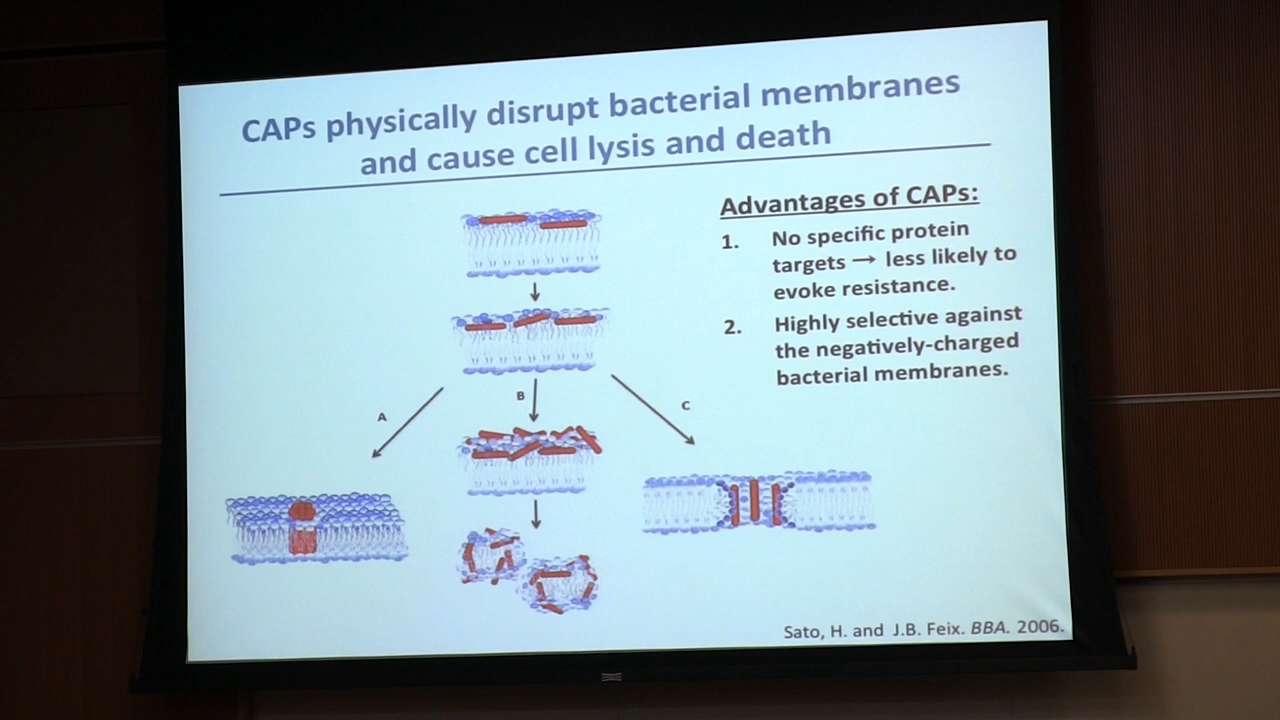 CAPs physically disrupt bacterial membranes
and cause cell lysis and death
Advantages of CAPs:
1. No specific protein
targets → less likely to
evoke resistance.
2. Highly selective against
the negatively-charged
bacterial membranes.
A
B
C
Sato, H. and J.B. Feix. BBA. 2006.